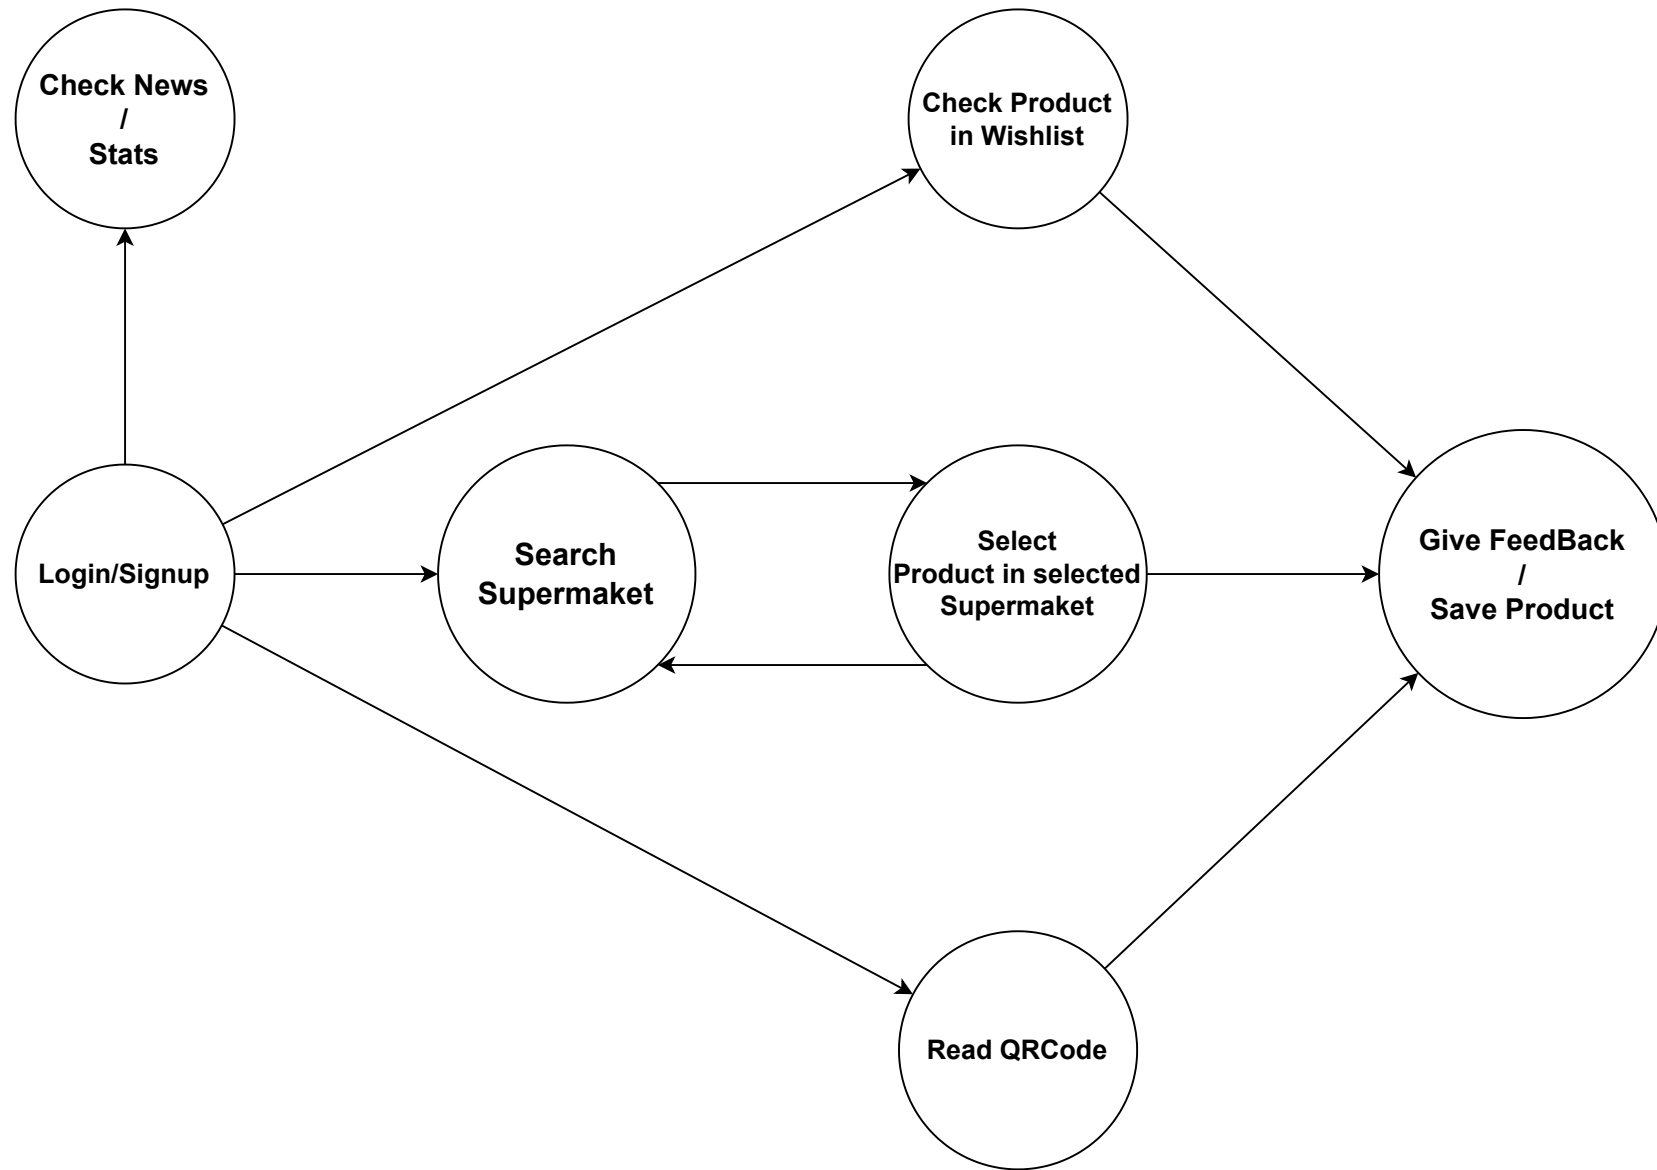 Check News
/
Stats
Check Product
in Wishlist
Login/Signup
Search
Supermaket
Select
Product in selected
Supermaket
Give FeedBack
/
Save Product
Read QRCode